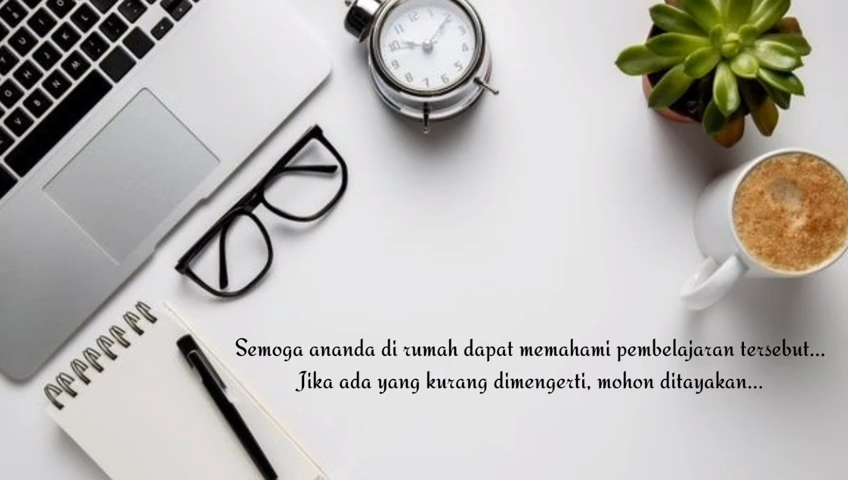 Semoga ananda di rumah dapat memahami pembelajaran tersebut...
Jika ada yang kurang dimengerti, mohon ditayakan...